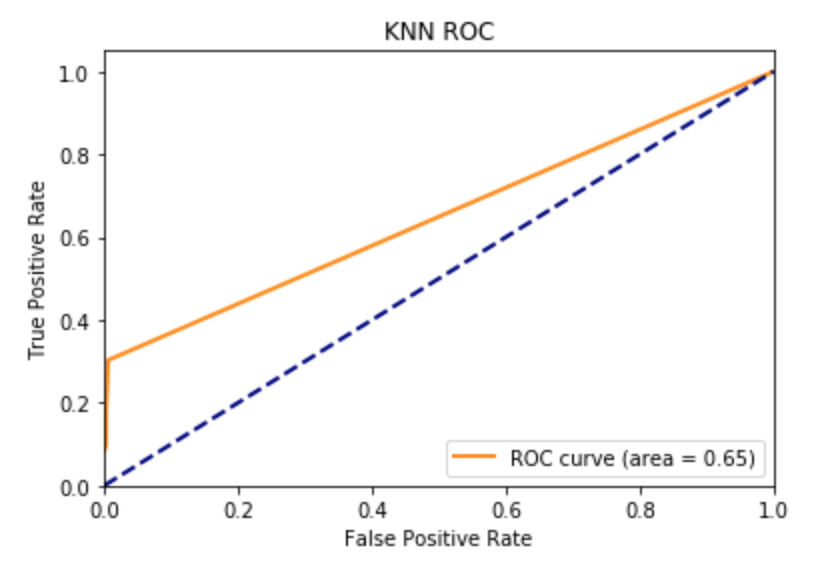 KNN ROC
1.0
0.8
0.6
0.4
0.2
0.0
True Positive Rate
ROC curve (area = 0.65)
0.0 0.2 0.4 0.6 0.8 1.0
False Positive Rate